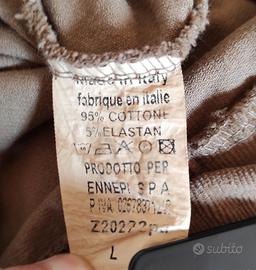 Made in Italy
fabrique en italie
95% COTTONE
5% ELASTAN
PRODOTTO PER
ENNEPI S.P.A
P.IVA
L
subito